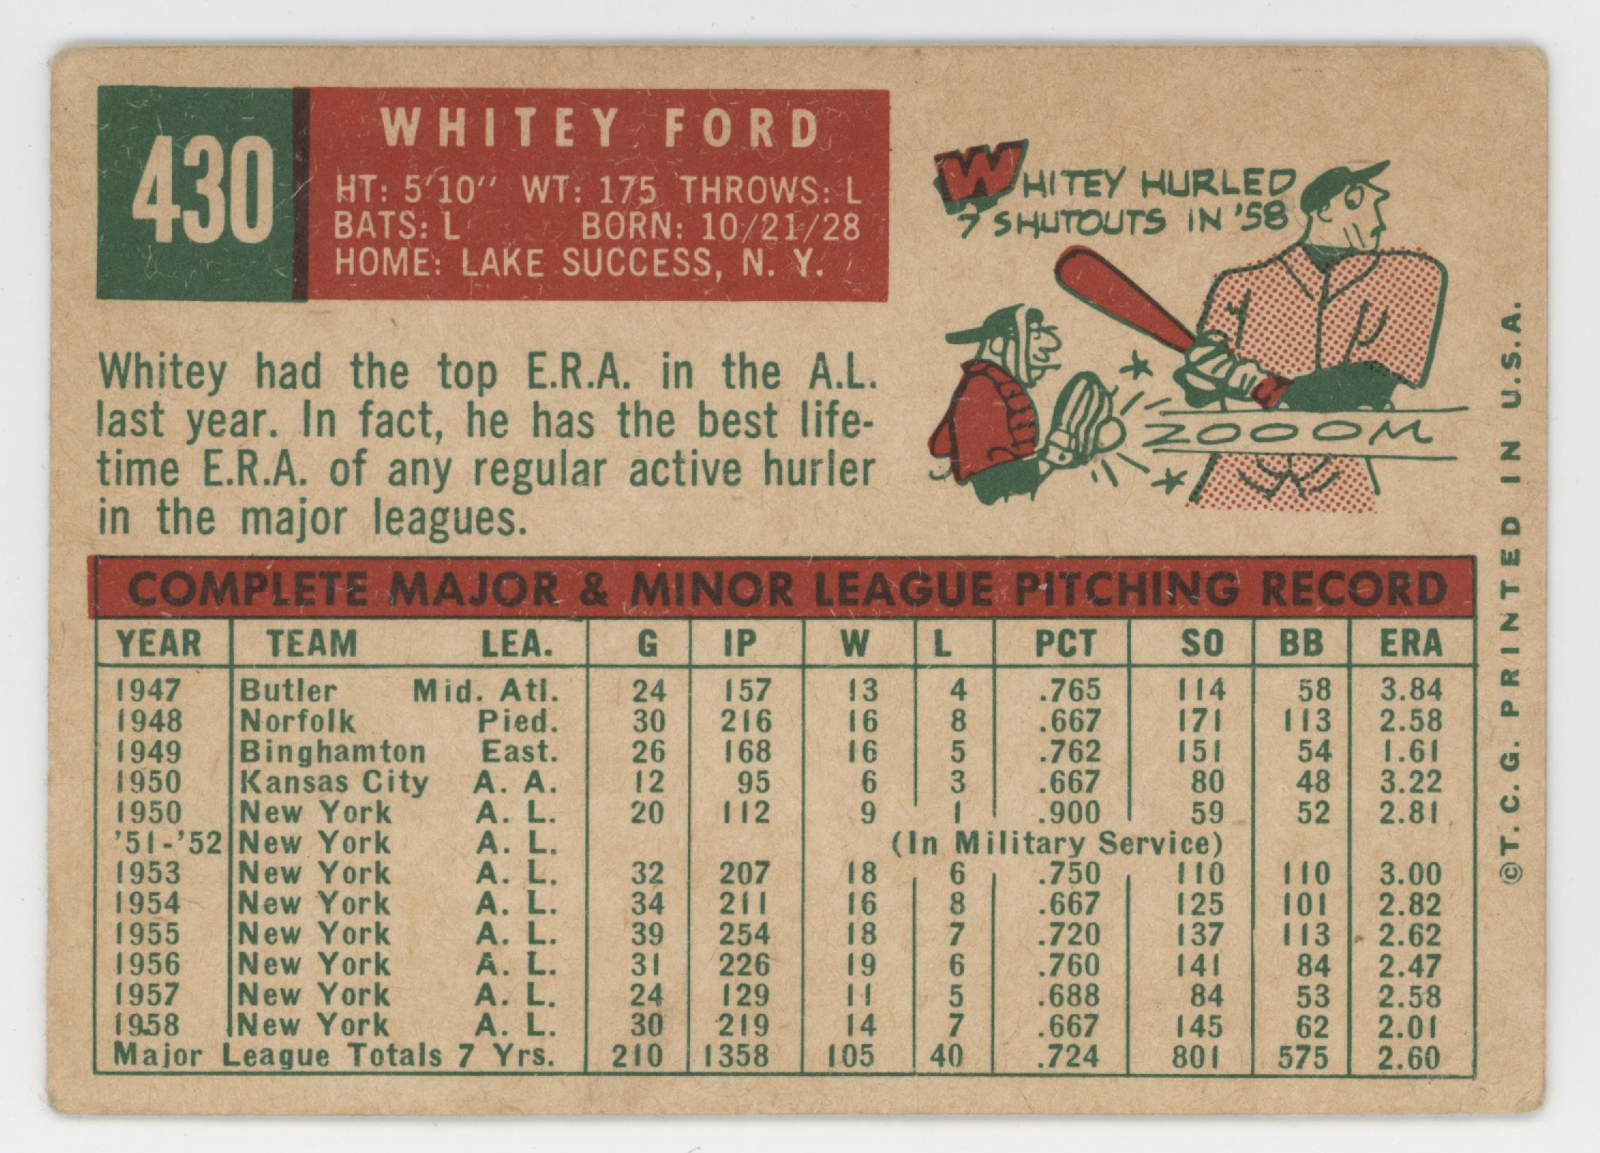 430
WHITEY FORD
HT: 5'10" WT: 175 THROWS: L
BATS: L BORN: 10/21/28
HOME: LAKE SUCCESS, N. Y.
WHITEY HURLED
7 SHUTOUTS IN '58
ZOOOOM
Whitey had the top E.R.A. in the A.L.
last year. In fact, he has the best life-
time E.R.A. of any regular active hurler
in the major leagues.
COMPLETE MAJOR & MINOR LEAGUE PITCHING RECORD
YEAR TEAM LEA. G IP W L PCT SO BB ERA
1947 Butler Mid. Atl. 24 157 13 4 .765 114 58 3.84
1948 Norfolk Pied. 30 216 16 8 .667 171 113 2.58
1949 Binghamton East. 26 168 16 5 .762 151 54 1.61
1950 Kansas City A. A. 12 95 6 3 .667 80 48 3.22
1950 New York A. L. 20 112 9 1 .900 59 52 2.81
'51-'52 New York A. L. (In Military Service)
1953 New York A. L. 32 207 18 6 .750 110 110 3.00
1954 New York A. L. 34 211 16 8 .667 125 101 2.82
1955 New York A. L. 39 254 18 7 .720 137 113 2.62
1956 New York A. L. 31 226 19 6 .760 141 84 2.47
1957 New York A. L. 24 129 11 5 .688 84 53 2.58
1958 New York A. L. 30 219 14 7 .667 145 62 2.01
Major League Totals 7 Yrs. 210 1358 105 40 .724 801 575 2.60
©T.C.G. PRINTED IN U.S.A.